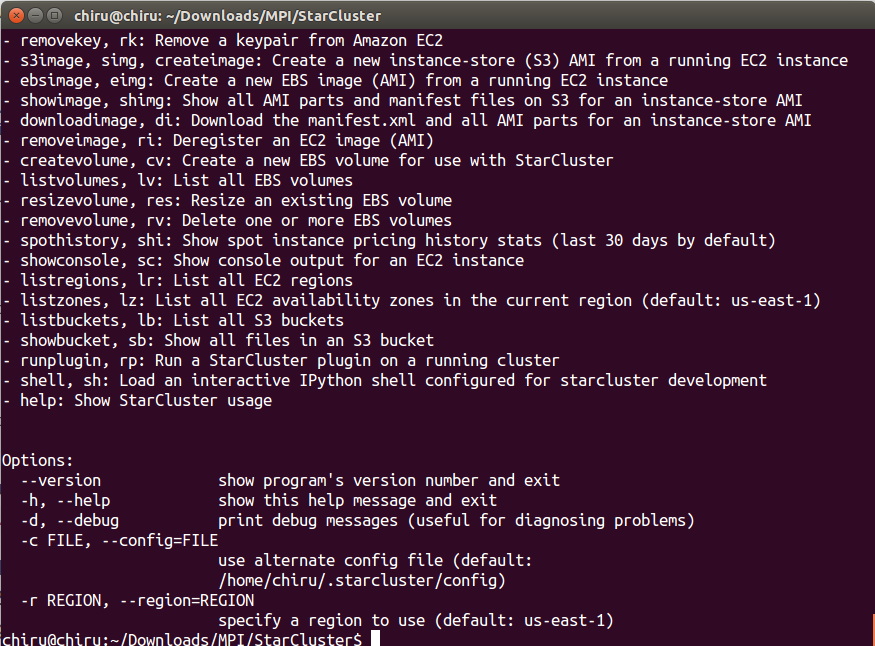 chiru@chiru: ~/Downloads/MPI/StarCluster
- removekey, rk: Remove a keypair from Amazon EC2
- s3image, simg, createimage: Create a new instance-store (S3) AMI from a running EC2 instance
- ebsimage, eimg: Create a new EBS image (AMI) from a running EC2 instance
- showimage, shimg: Show all AMI parts and manifest files on S3 for an instance-store AMI
- downloadimage, di: Download the manifest.xml and all AMI parts for an instance-store AMI
- removeimage, ri: Deregister an EC2 image (AMI)
- createvolume, cv: Create a new EBS volume for use with StarCluster
- listvolumes, lv: List all EBS volumes
- resizevolume, res: Resize an existing EBS volume
- removevolume, rv: Delete one or more EBS volumes
- spothistory, shi: Show spot instance pricing history stats (last 30 days by default)
- showconsole, sc: Show console output for an EC2 instance
- listregions, lr: List all EC2 regions
- listzones, lz: List all EC2 availability zones in the current region (default: us-east-1)
- listbuckets, lb: List all S3 buckets
- showbucket, sb: Show all files in an S3 bucket
- runplugin, rp: Run a StarCluster plugin on a running cluster
- shell, sh: Load an interactive IPython shell configured for starcluster development
- help: Show StarCluster usage
Options:
  --version             show program's version number and exit
  -h, --help            show this help message and exit
  -d, --debug           print debug messages (useful for diagnosing problems)
  -c FILE, --config=FILE
                        use alternate config file (default:
                        /home/chiru/.starcluster/config)
  -r REGION, --region=REGION
                        specify a region to use (default: us-east-1)
chiru@chiru:~/Downloads/MPI/StarCluster$